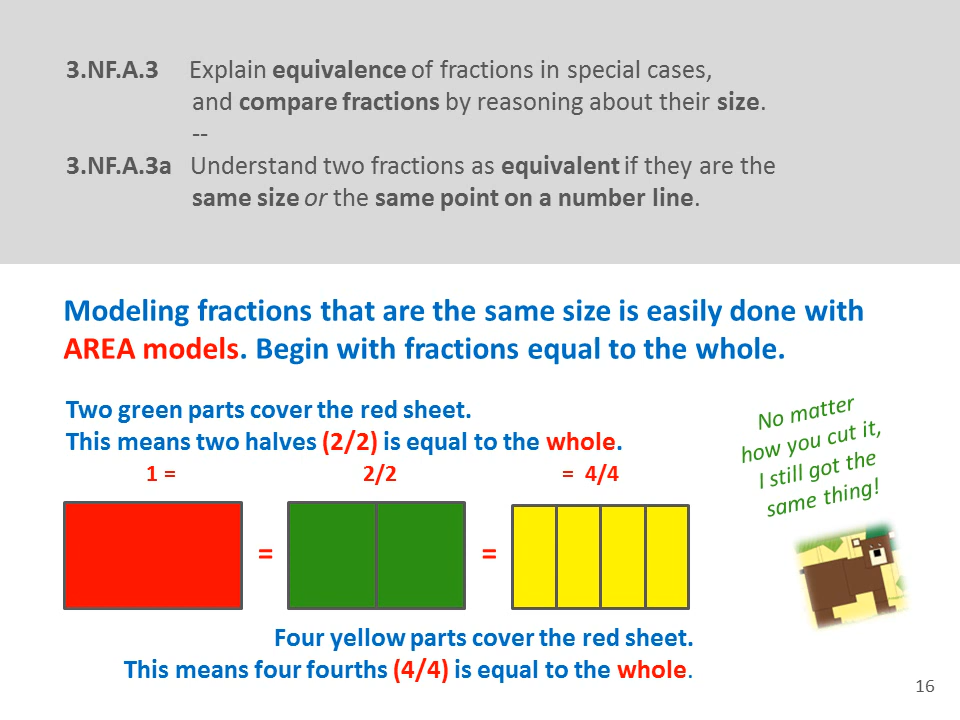 3.NF.A.3 Explain equivalence of fractions in special cases,
and compare fractions by reasoning about their size.
--
3.NF.A.3a Understand two fractions as equivalent if they are the
same size or the same point on a number line.
Modeling fractions that are the same size is easily done with
AREA models. Begin with fractions equal to the whole.
Two green parts cover the red sheet.
This means two halves (2/2) is equal to the whole.
1 = 2/2 = 4/4
= =
Four yellow parts cover the red sheet.
This means four fourths (4/4) is equal to the whole.
No matter
how you cut it,
I still got the
same thing!
16